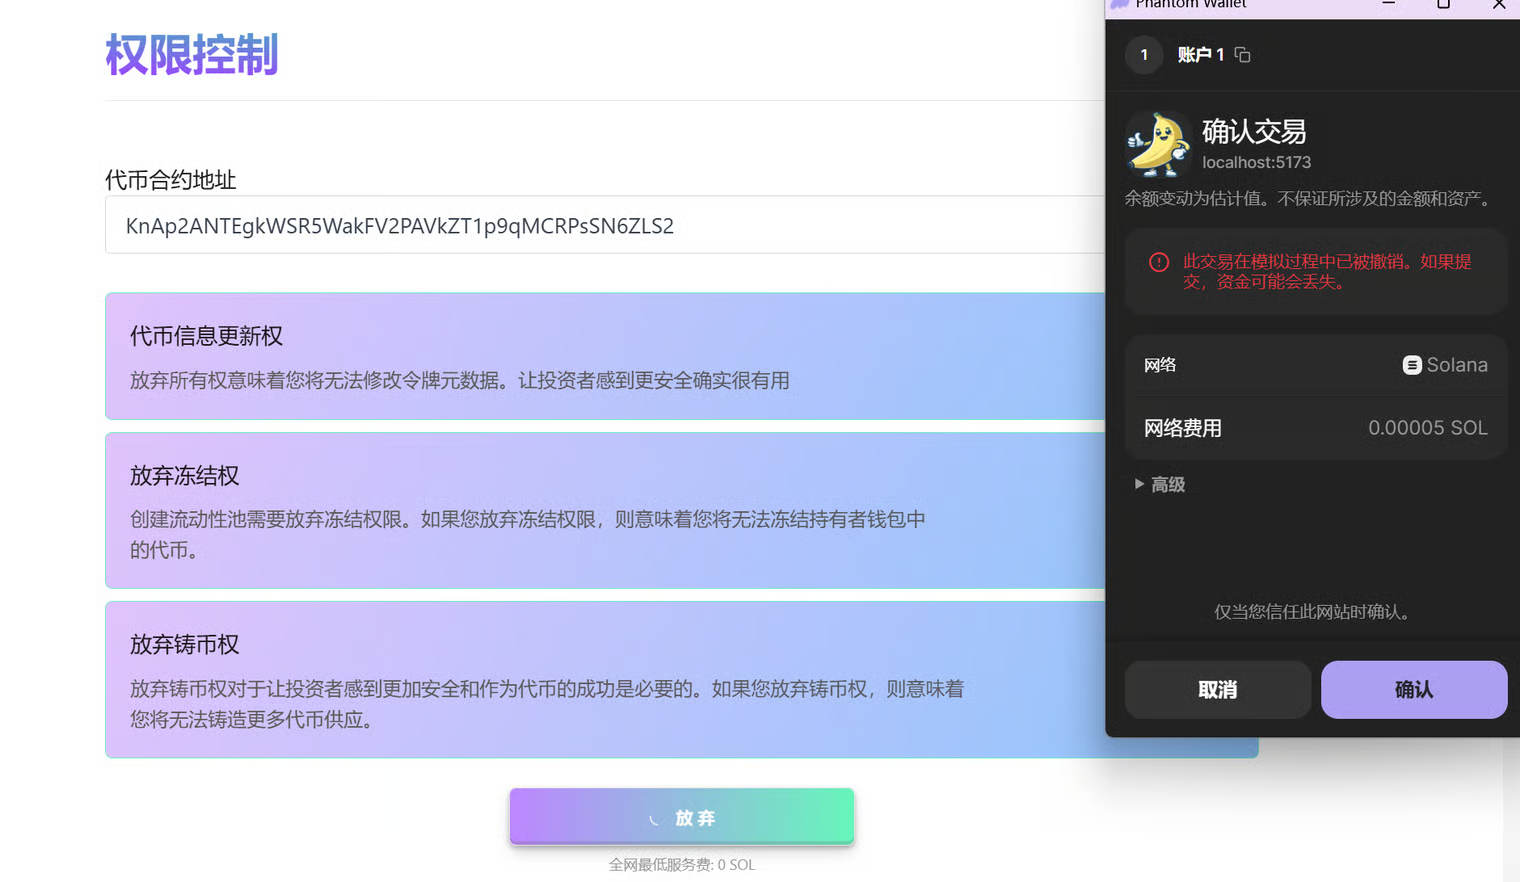 权限控制
代币合约地址
KnAp2ANTEgkWSR5WakFV2PAVkZT1p9qMCRPsSN6ZLS2
代币信息更新权
放弃所有权意味着您将无法修改令牌元数据。让投资者感到更安全确实很有用
放弃冻结权
创建流动性池需要放弃冻结权限。如果您放弃冻结权限，则意味着您将无法冻结持有者钱包中
的代币。
放弃铸币权
放弃铸币权对于让投资者感到更加安全和作为代币的成功是必要的。如果您放弃铸币权，则意味着
您将无法铸造更多代币供应。
放弃
全网最低服务费: 0 SOL
Phantom Wallet
1 账户 1
确认交易
localhost:5173
余额变动为估计值。不保证所涉及的金额和资产。
此交易在模拟过程中已被撤销。如果提
交，资金可能会丢失。
网络 Solana
网络费用 0.00005 SOL
高级
仅当您信任此网站时确认。
取消 确认